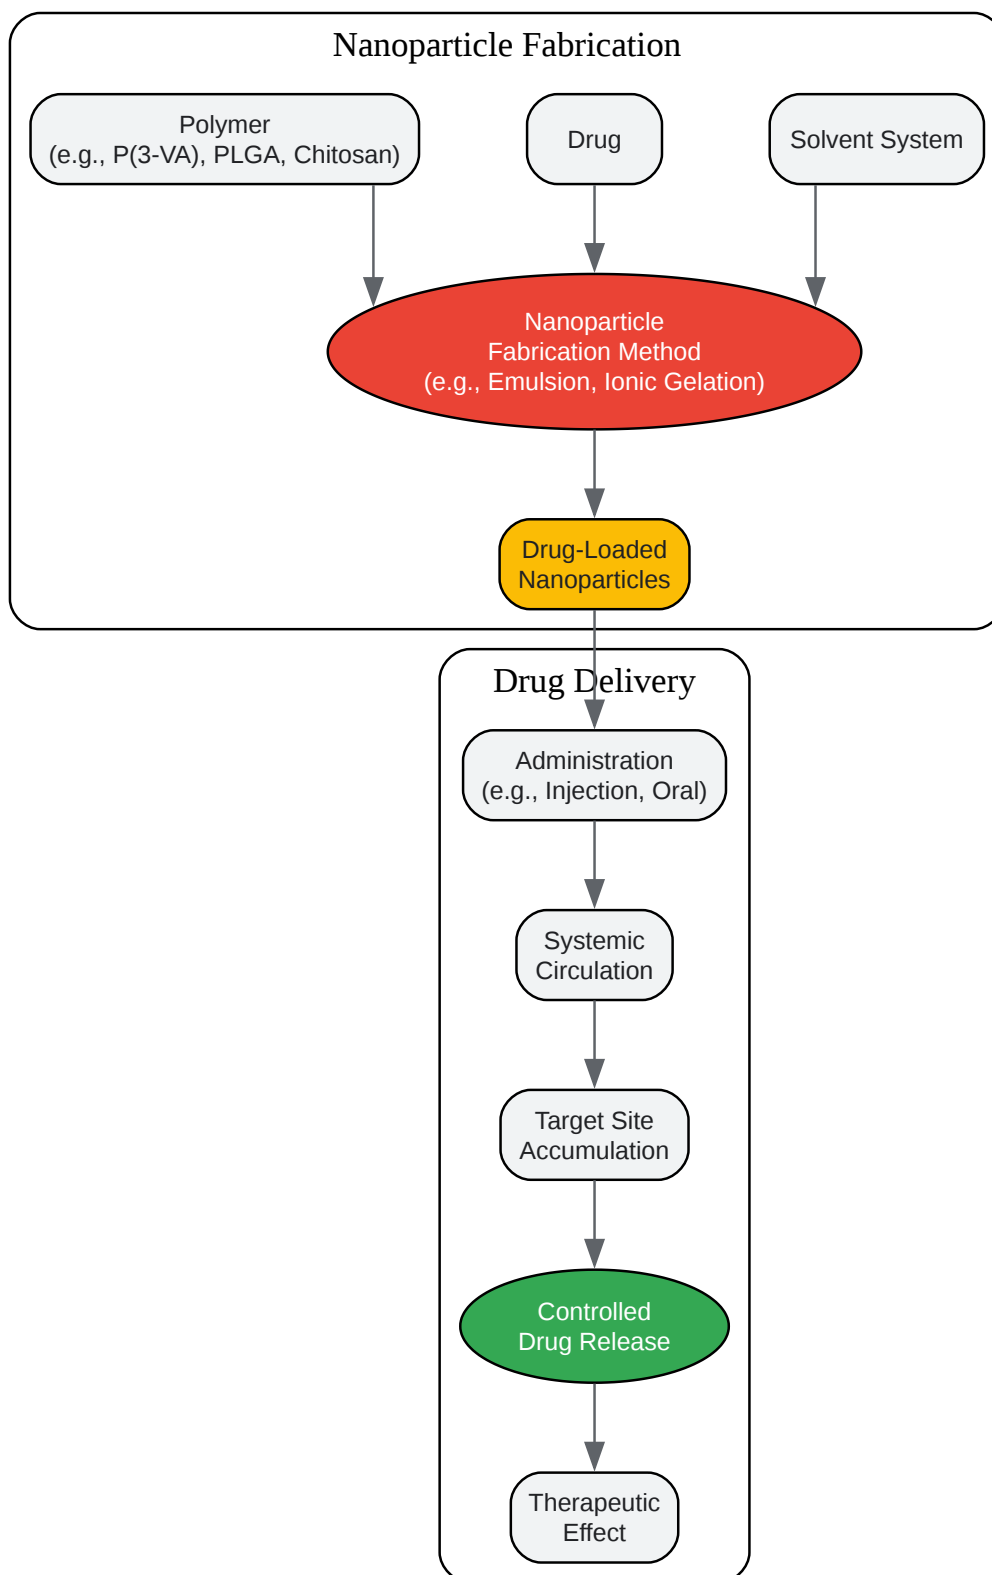 Nanoparticle Fabrication
Polymer
(e.g., P(3-VA), PLGA, Chitosan)
Drug
Solvent System
Nanoparticle
Fabrication Method
(e.g., Emulsion, Ionic Gelation)
Drug-Loaded
Nanoparticles
Drug Delivery
Administration
(e.g., Injection, Oral)
Systemic
Circulation
Target Site
Accumulation
Controlled
Drug Release
Therapeutic
Effect